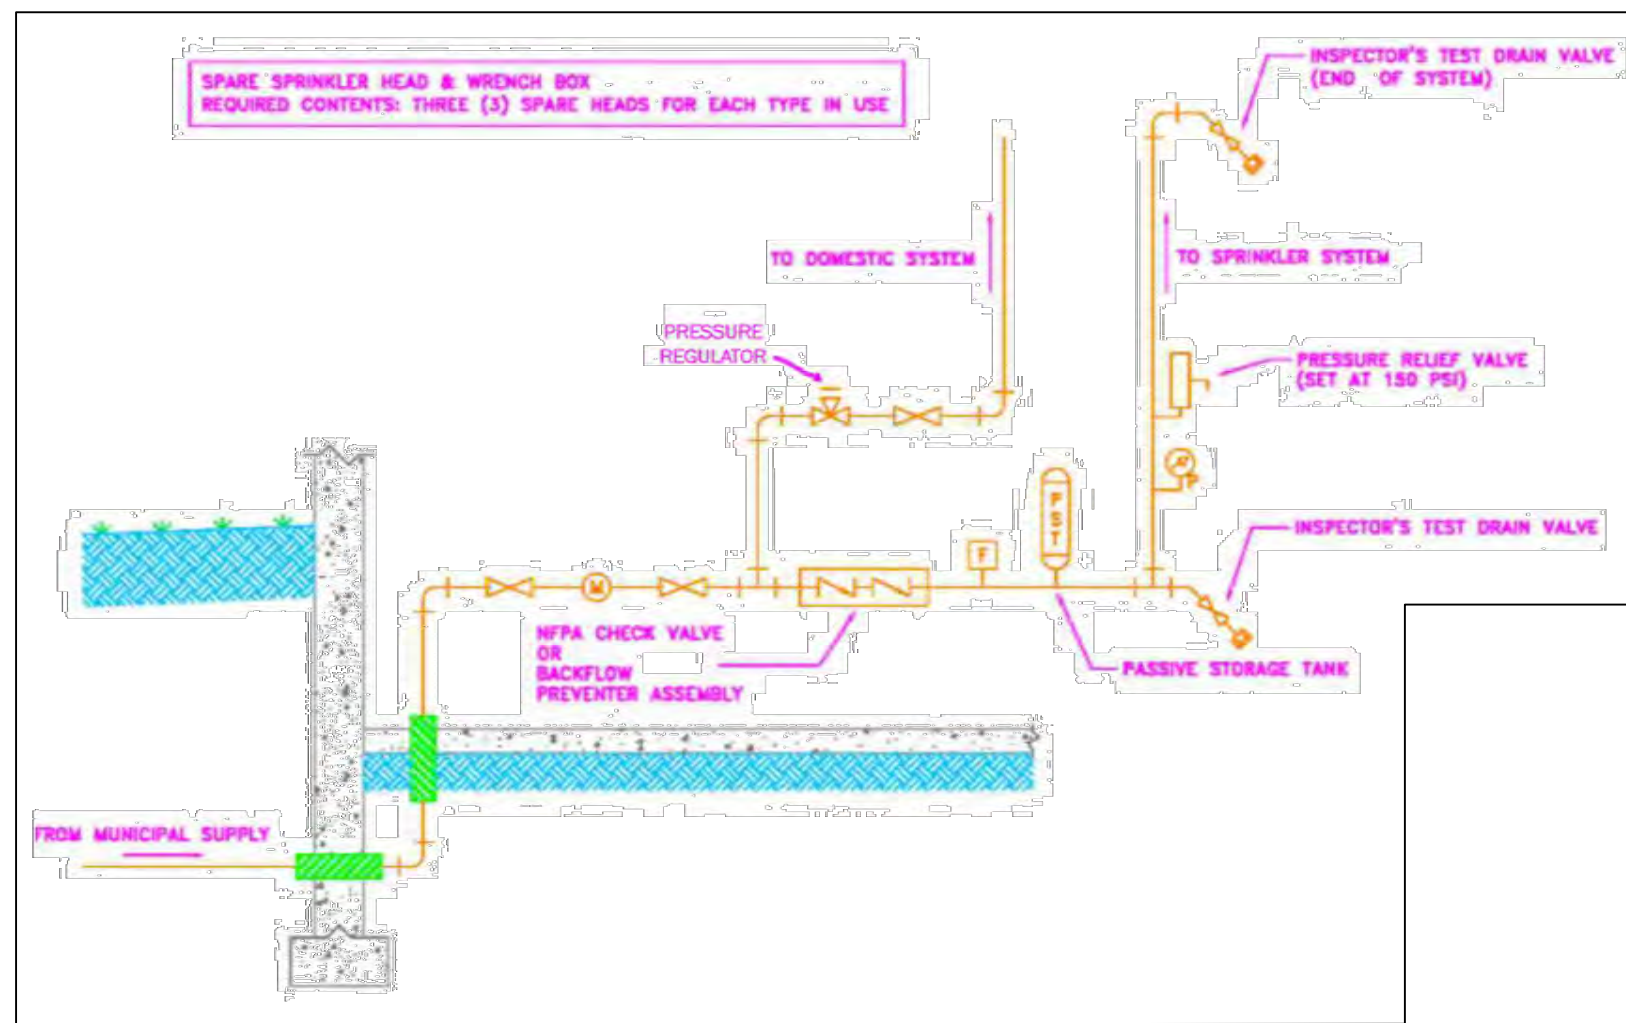 SPARE SPRINKLER HEAD & WRENCH BOX
REQUIRED CONTENTS: THREE (3) SPARE HEADS FOR EACH TYPE IN USE
INSPECTOR'S TEST DRAIN VALVE
(END OF SYSTEM)
TO DOMESTIC SYSTEM
TO SPRINKLER SYSTEM
PRESSURE
REGULATOR
PRESSURE RELIEF VALVE
(SET AT 150 PSI)
P
S
T
F
M
INSPECTOR'S TEST DRAIN VALVE
NFPA CHECK VALVE
OR
BACKFLOW
PREVENTER ASSEMBLY
PASSIVE STORAGE TANK
FROM MUNICIPAL SUPPLY